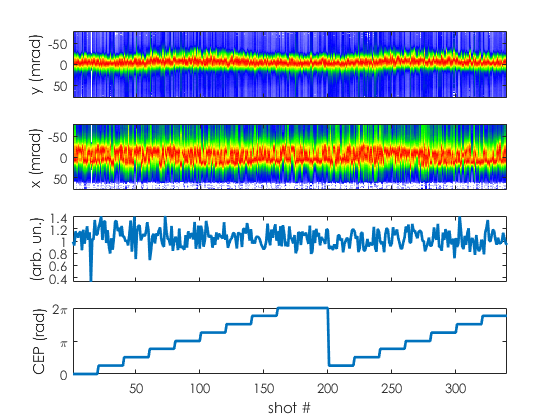 y (mrad)
-50
0
50
x (mrad)
-50
0
50
(arb. un.)
1.4
1.2
1
0.8
0.6
0.4
CEP (rad)
2π
π
0
50 100 150 200 250 300
shot #